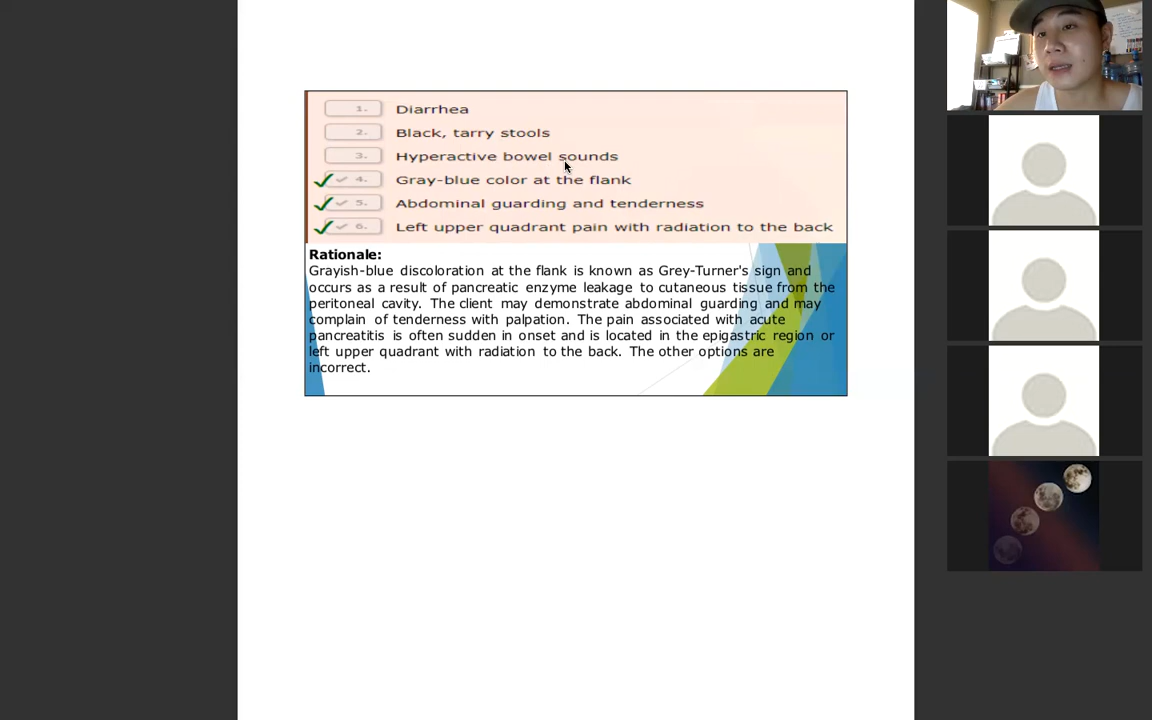 1. Diarrhea
2. Black, tarry stools
3. Hyperactive bowel sounds
4. Gray-blue color at the flank
5. Abdominal guarding and tenderness
6. Left upper quadrant pain with radiation to the back
Rationale:
Grayish-blue discoloration at the flank is known as Grey-Turner's sign and
occurs as a result of pancreatic enzyme leakage to cutaneous tissue from the
peritoneal cavity. The client may demonstrate abdominal guarding and may
complain of tenderness with palpation. The pain associated with acute
pancreatitis is often sudden in onset and is located in the epigastric region or
left upper quadrant with radiation to the back. The other options are
incorrect.